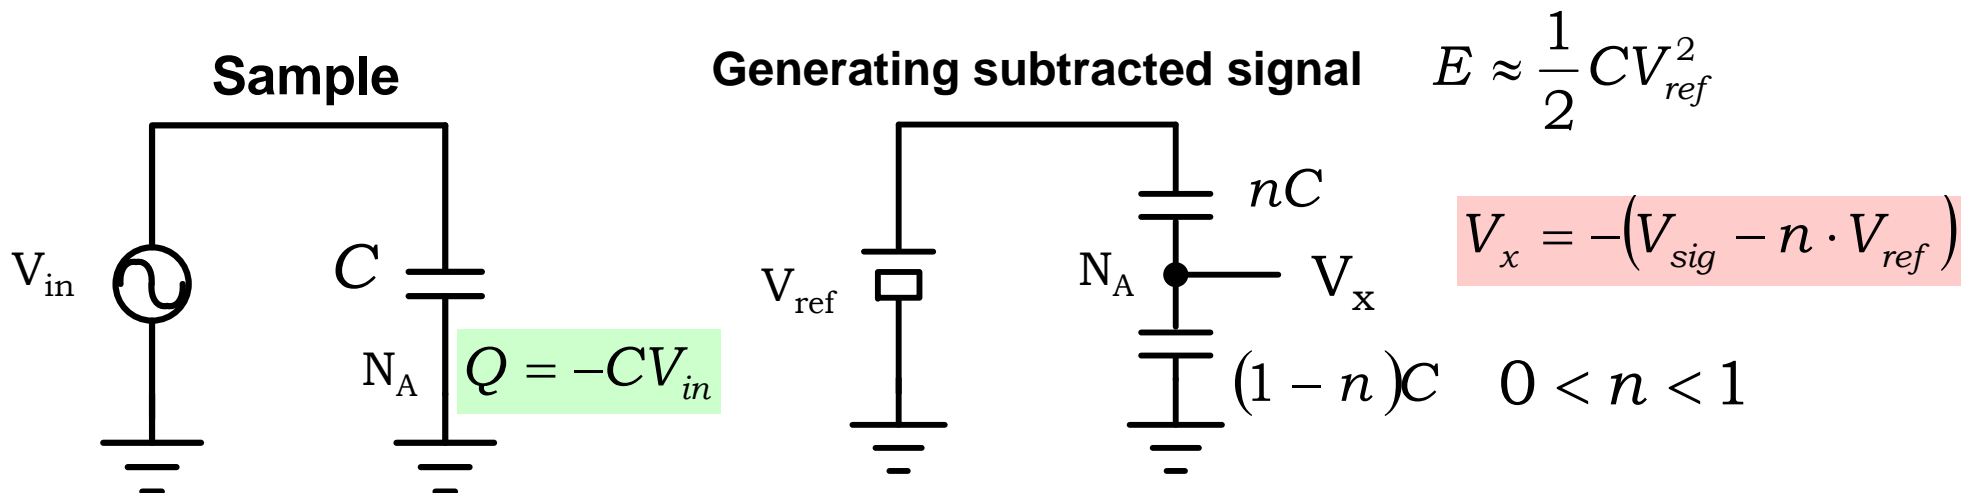 Sample
V_in
C
N_A
Q = −CV_in
Generating subtracted signal
E ≈ 1/2 CV_ref^2
V_ref
nC
N_A
V_x
(1 − n)C
V_x = −(V_sig − n · V_ref)
0 < n < 1